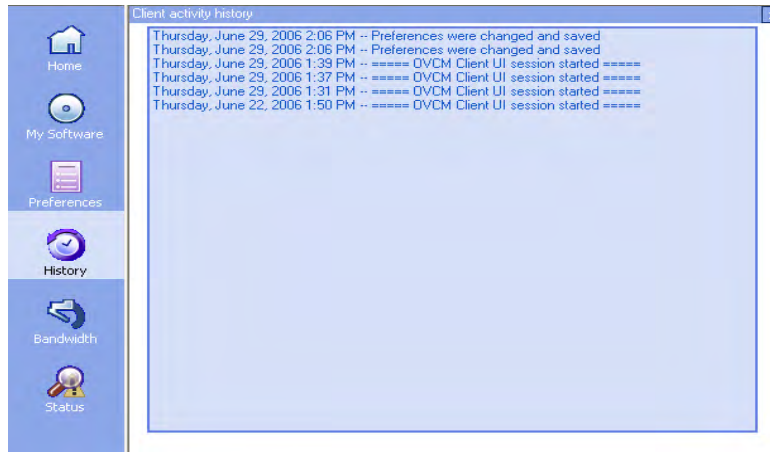 Client activity history
Home
My Software
Preferences
History
Bandwidth
Status
Thursday, June 29, 2006 2:06 PM -- Preferences were changed and saved
Thursday, June 29, 2006 2:06 PM -- Preferences were changed and saved
Thursday, June 29, 2006 1:39 PM -- ===== OVCM Client UI session started =====
Thursday, June 29, 2006 1:37 PM -- ===== OVCM Client UI session started =====
Thursday, June 29, 2006 1:31 PM -- ===== OVCM Client UI session started =====
Thursday, June 22, 2006 1:50 PM -- ===== OVCM Client UI session started =====